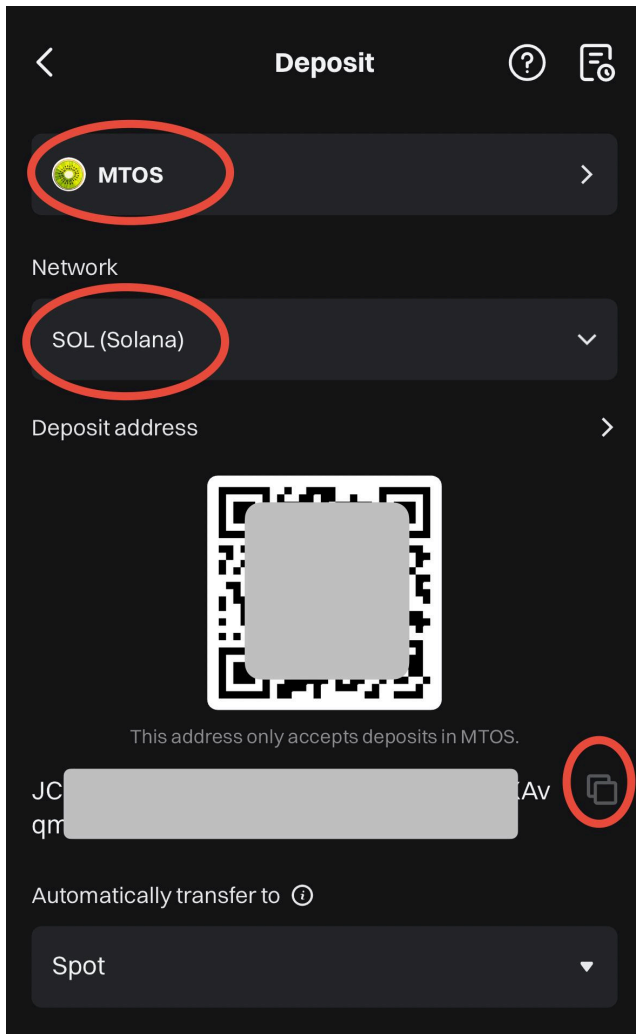 Deposit
MTOS
Network
SOL (Solana)
Deposit address
This address only accepts deposits in MTOS.
JC
Av
qm
Automatically transfer to
Spot